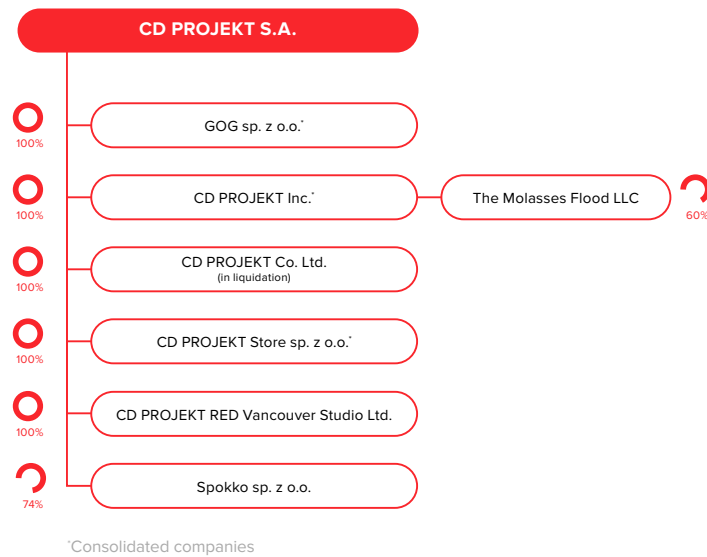 CD PROJEKT S.A.
GOG sp. z o.o.*
100%
CD PROJEKT Inc.*
The Molasses Flood LLC
100%
60%
CD PROJEKT Co. Ltd.
(in liquidation)
100%
CD PROJEKT Store sp. z o.o.*
100%
CD PROJEKT RED Vancouver Studio Ltd.
100%
Spokko sp. z o.o.
74%
*Consolidated companies